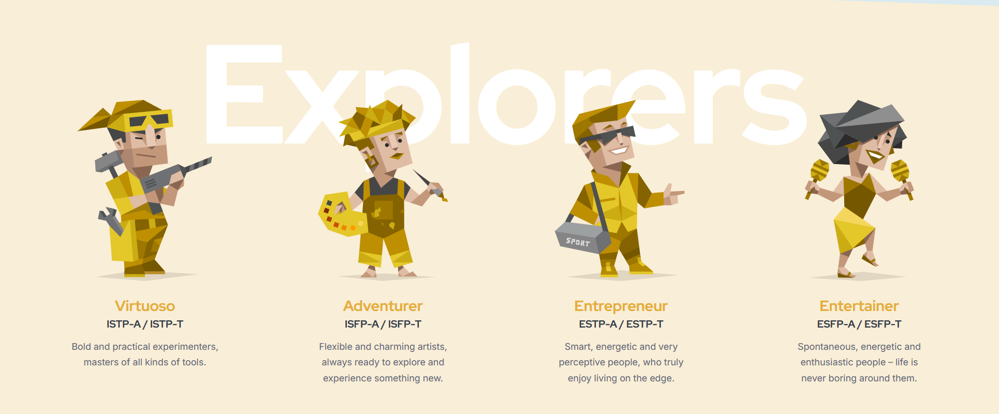 Explorers
SPORT
Virtuoso
ISTP-A / ISTP-T
Bold and practical experimenters,
masters of all kinds of tools.
Adventurer
ISFP-A / ISFP-T
Flexible and charming artists,
always ready to explore and
experience something new.
Entrepreneur
ESTP-A / ESTP-T
Smart, energetic and very
perceptive people, who truly
enjoy living on the edge.
Entertainer
ESFP-A / ESFP-T
Spontaneous, energetic and
enthusiastic people – life is
never boring around them.